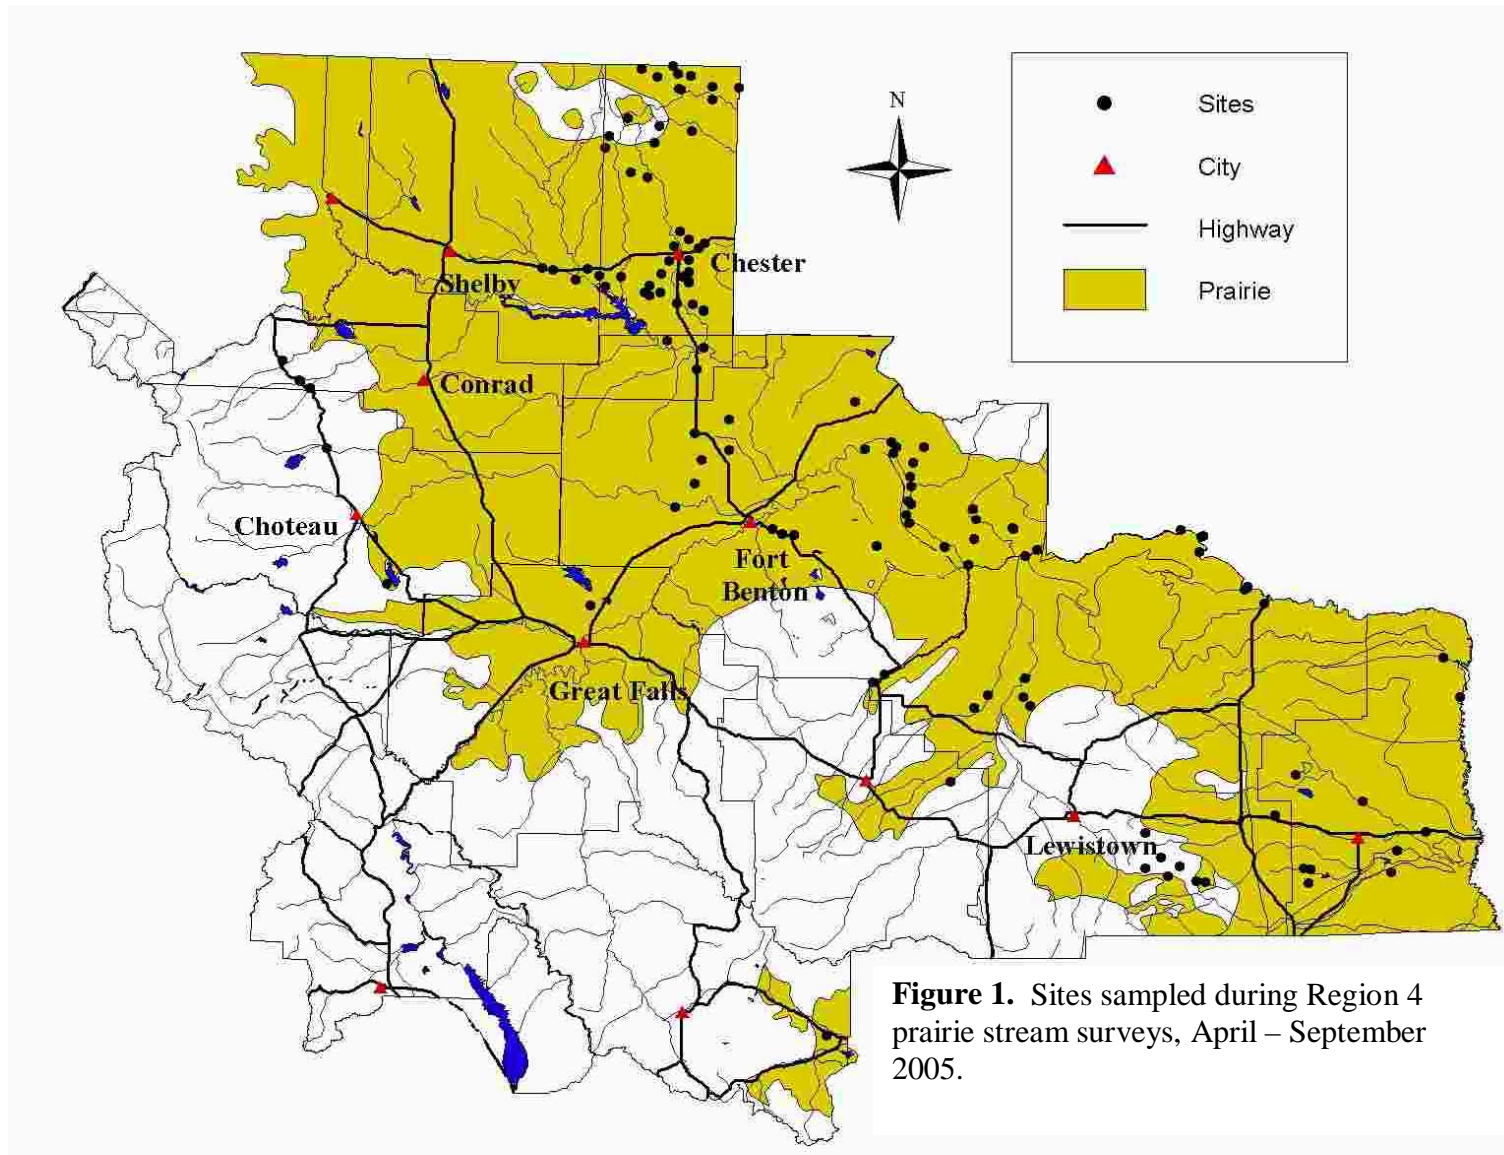 N
Sites
City
Highway
Prairie
Chester
Shelby
Conrad
Choteau
Fort
Benton
Great Falls
Lewistown
Figure 1. Sites sampled during Region 4
prairie stream surveys, April – September
2005.